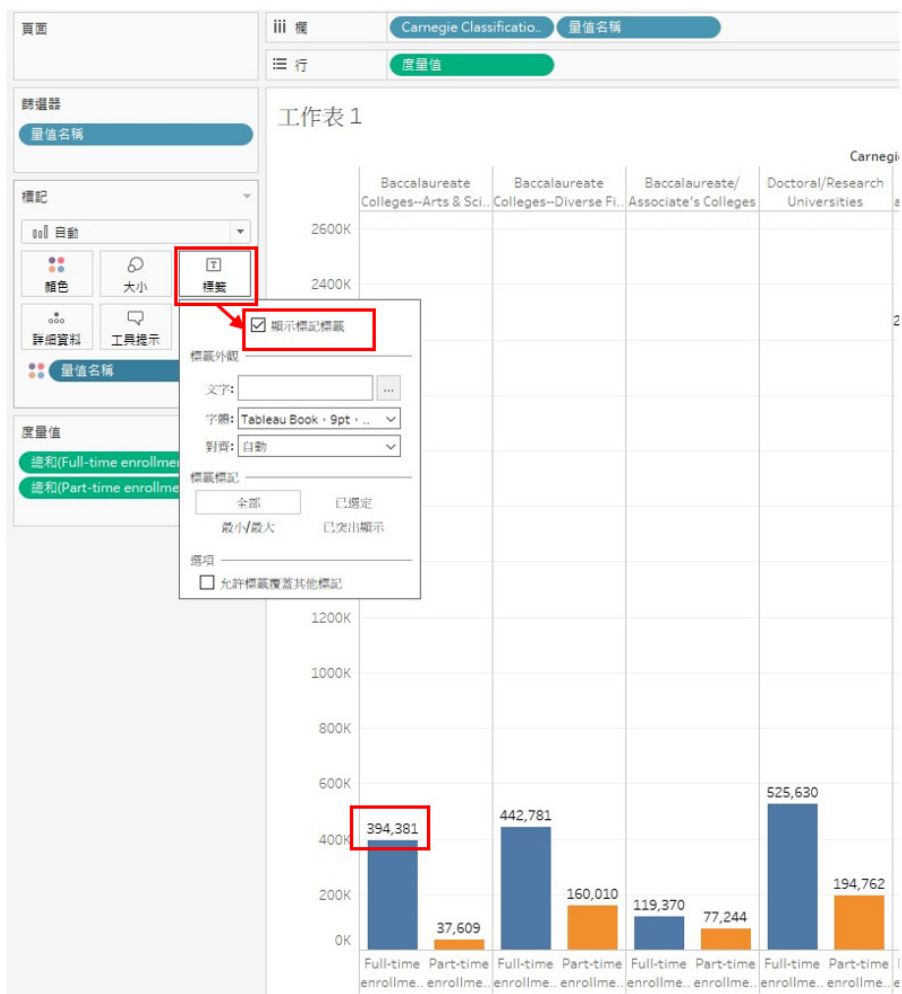 頁面
iii 欄
Carnegie Classificatio..
量值名稱
行
度量值
篩選器
量值名稱
標記
自動
顏色
大小
標籤
詳細資料
工具提示
量值名稱
度量值
總和(Full-time enrollme
總和(Part-time enrollme
顯示標記標籤
標籤外觀
文字:
...
字體: Tabelau Book, 9pt, ..
對齊: 自動
標籤標記
全部
已選定
最小/最大
已突出顯示
選項
允許標籤覆蓋其他標記
工作表 1
Carnegi
Baccalaureate
Colleges--Arts & Sci..
Baccalaureate
Colleges--Diverse Fi..
Baccalaureate/
Associate's Colleges
Doctoral/Research
Universities
2600K
2400K
1200K
1000K
800K
600K
400K
200K
0K
394,381
37,609
442,781
160,010
119,370
77,244
525,630
194,762
Full-time
enrollme..
Part-time
enrollme..
Full-time
enrollme..
Part-time
enrollme..
Full-time
enrollme..
Part-time
enrollme..
Full-time
enrollme..
Part-time
enrollme..